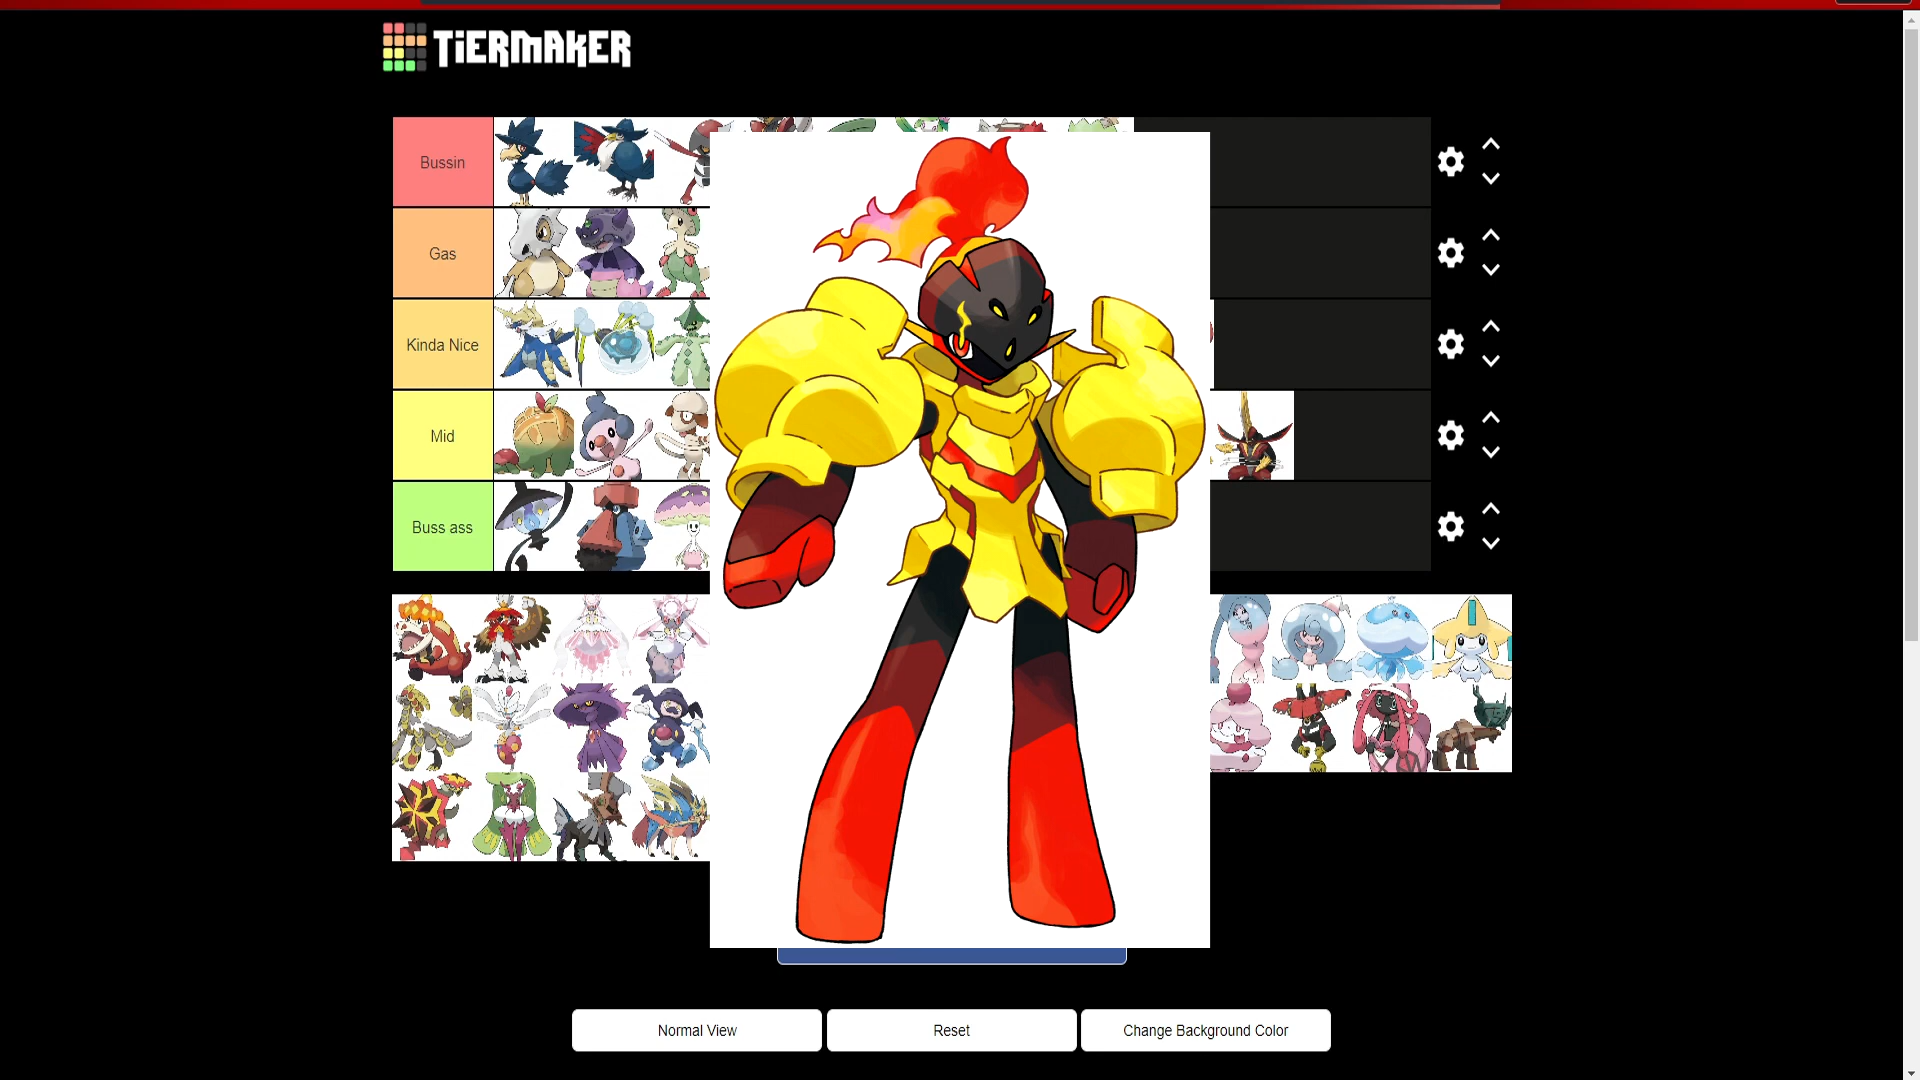 TiERMAKER
Bussin
Gas
Kinda Nice
Mid
Buss ass
Normal View
Reset
Change Background Color